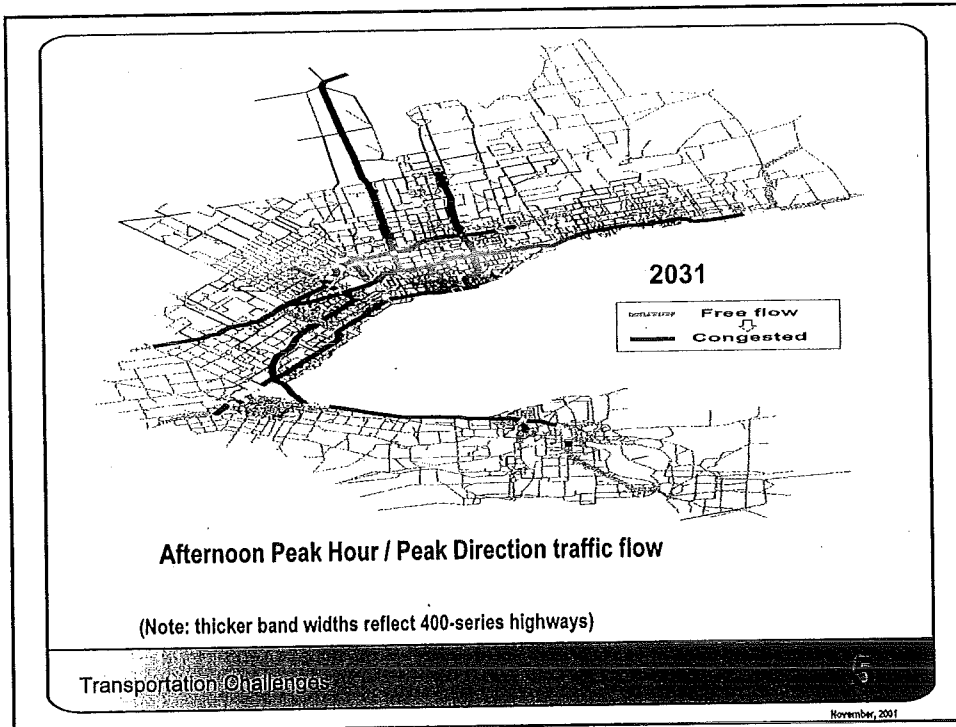 2031
Free flow
Congested
Afternoon Peak Hour / Peak Direction traffic flow
(Note: thicker band widths reflect 400-series highways)
Transportation Challenges
November, 2001